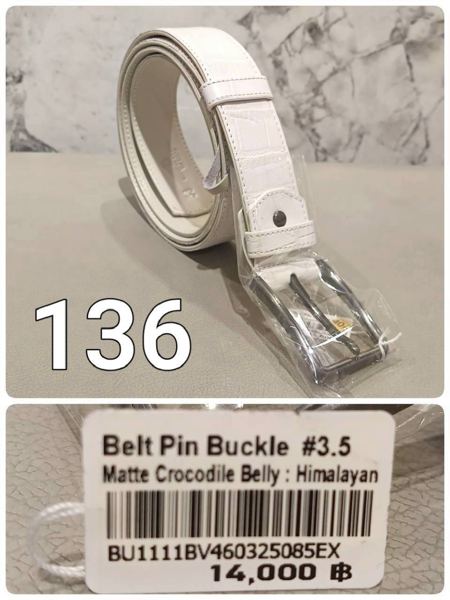 136
Belt Pin Buckle #3.5
Matte Crocodile Belly : Himalayan
BU1111BV460325085EX
14,000 ฿